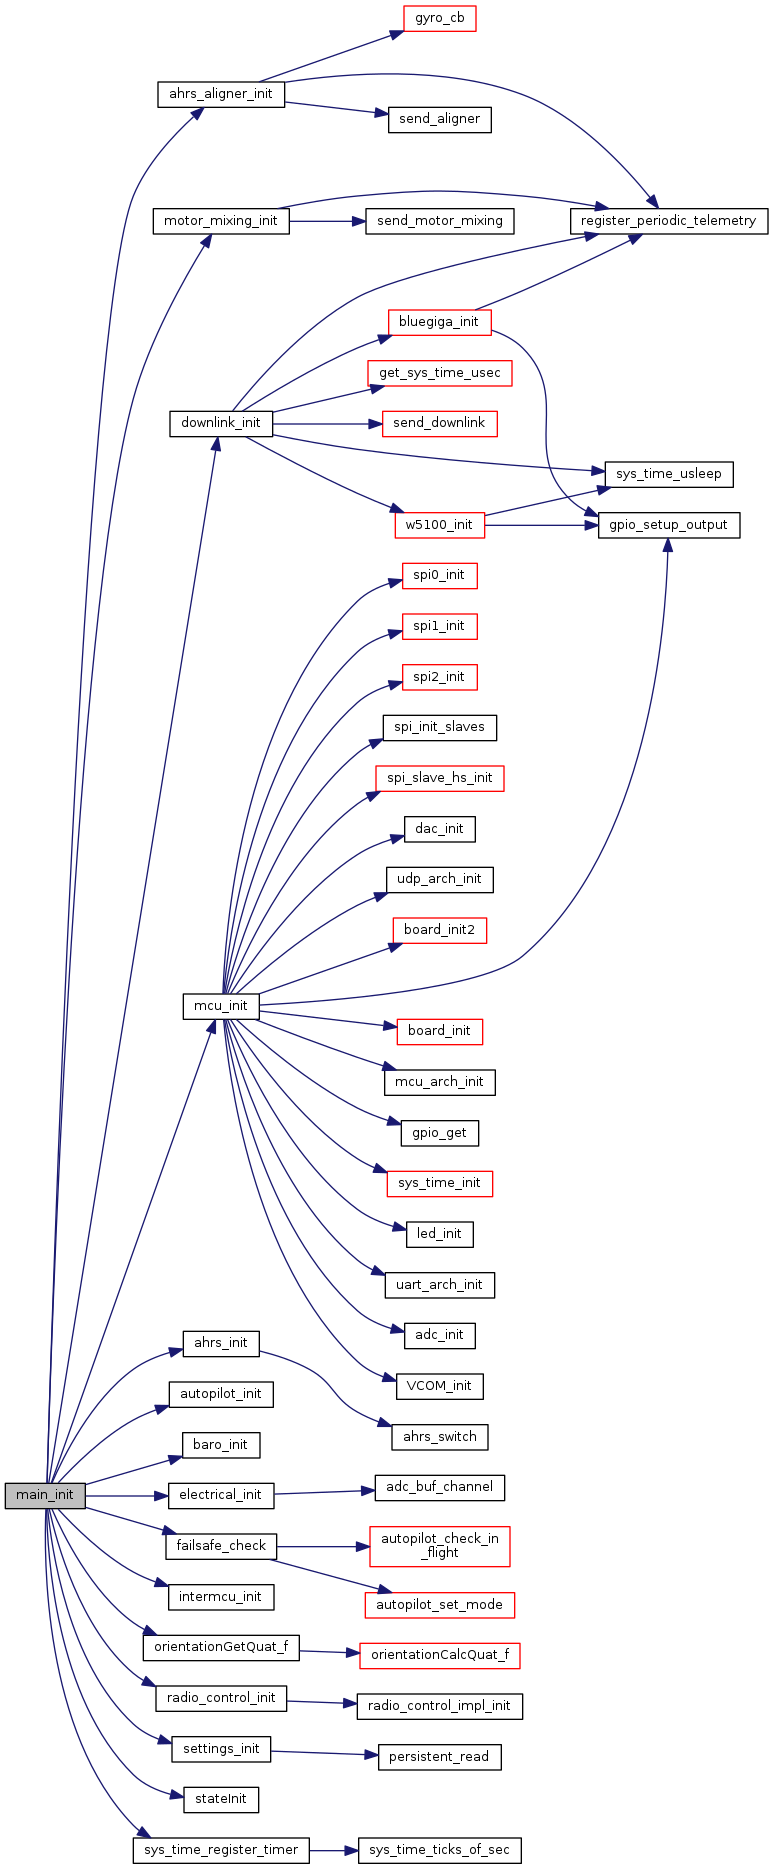 gyro_cb
ahrs_aligner_init
send_aligner
motor_mixing_init
send_motor_mixing
register_periodic_telemetry
bluegiga_init
get_sys_time_usec
downlink_init
send_downlink
sys_time_usleep
w5100_init
gpio_setup_output
spi0_init
spi1_init
spi2_init
spi_init_slaves
spi_slave_hs_init
dac_init
udp_arch_init
board_init2
mcu_init
board_init
mcu_arch_init
gpio_get
sys_time_init
led_init
uart_arch_init
adc_init
ahrs_init
VCOM_init
autopilot_init
ahrs_switch
baro_init
main_init
electrical_init
adc_buf_channel
failsafe_check
autopilot_check_in
_flight
intermcu_init
autopilot_set_mode
orientationGetQuat_f
orientationCalcQuat_f
radio_control_init
radio_control_impl_init
settings_init
persistent_read
stateInit
sys_time_register_timer
sys_time_ticks_of_sec